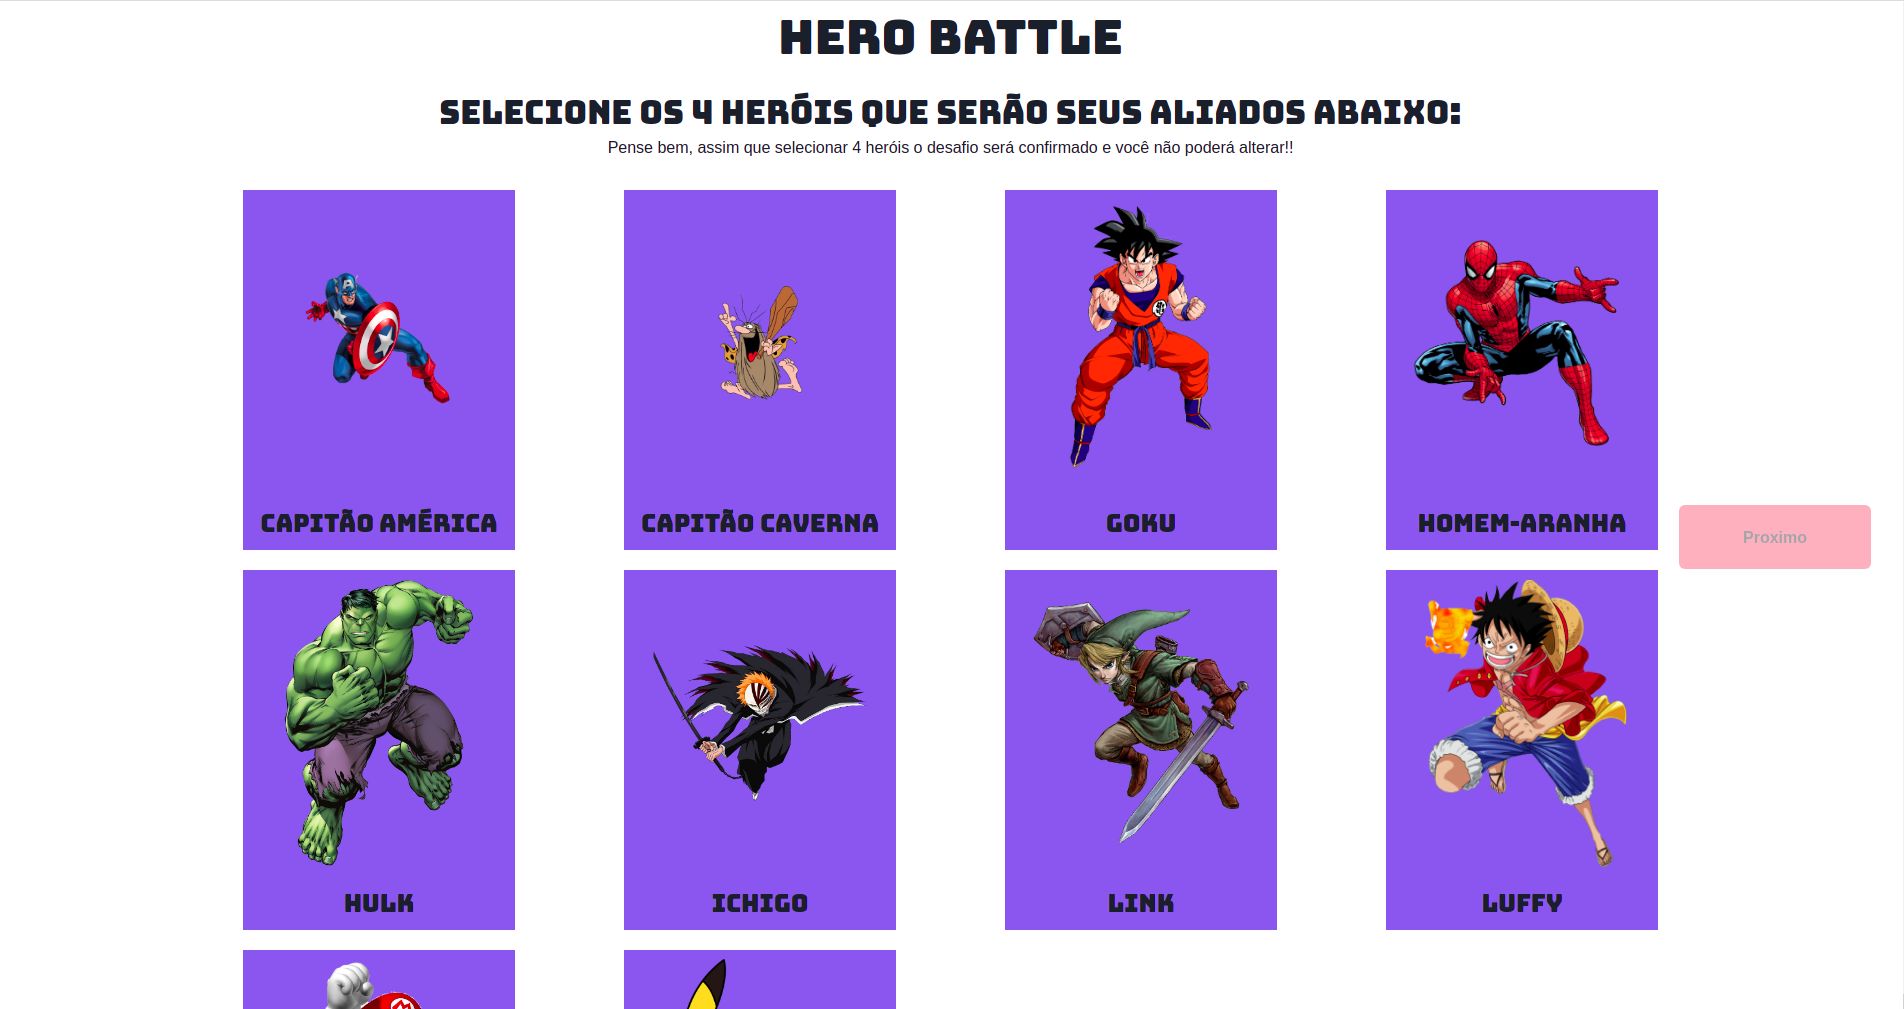 HERO BATTLE
SELECIONE OS 4 HERÓIS QUE SERÃO SEUS ALIADOS ABAIXO:
Pense bem, assim que selecionar 4 heróis o desafio será confirmado e você não poderá alterar!!
CAPITÃO AMÉRICA
CAPITÃO CAVERNA
GOKU
HOMEM-ARANHA
Proximo
HULK
ICHIGO
LINK
LUFFY